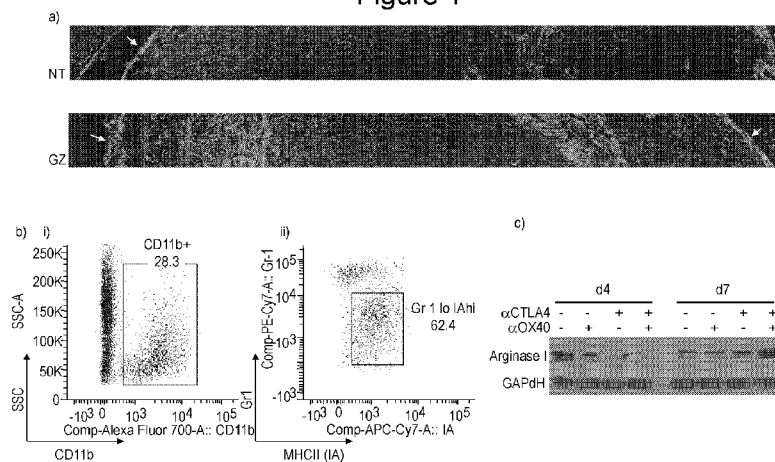 Figure 4
a)
NT
GZ
b) i)
CD11b+
28.3
250K
200K
150K
100K
50K
0
SSC-A
SSC
-10³ 0 10³ 10⁴ 10⁵
Comp-Alexa Fluor 700-A:: CD11b
CD11b
ii)
Gr 1 lo IAhi
62.4
10⁵
10⁴
10³
-10³
Comp-PE-Cy7-A:: Gr-1
Gr1
-10³ 0 10³ 10⁴ 10⁵
Comp-APC-Cy7-A:: IA
MHCII (IA)
c)
d4 d7
αCTLA4 - - + + - - + +
αOX40 - + - + - + - +
Arginase I
GAPdH